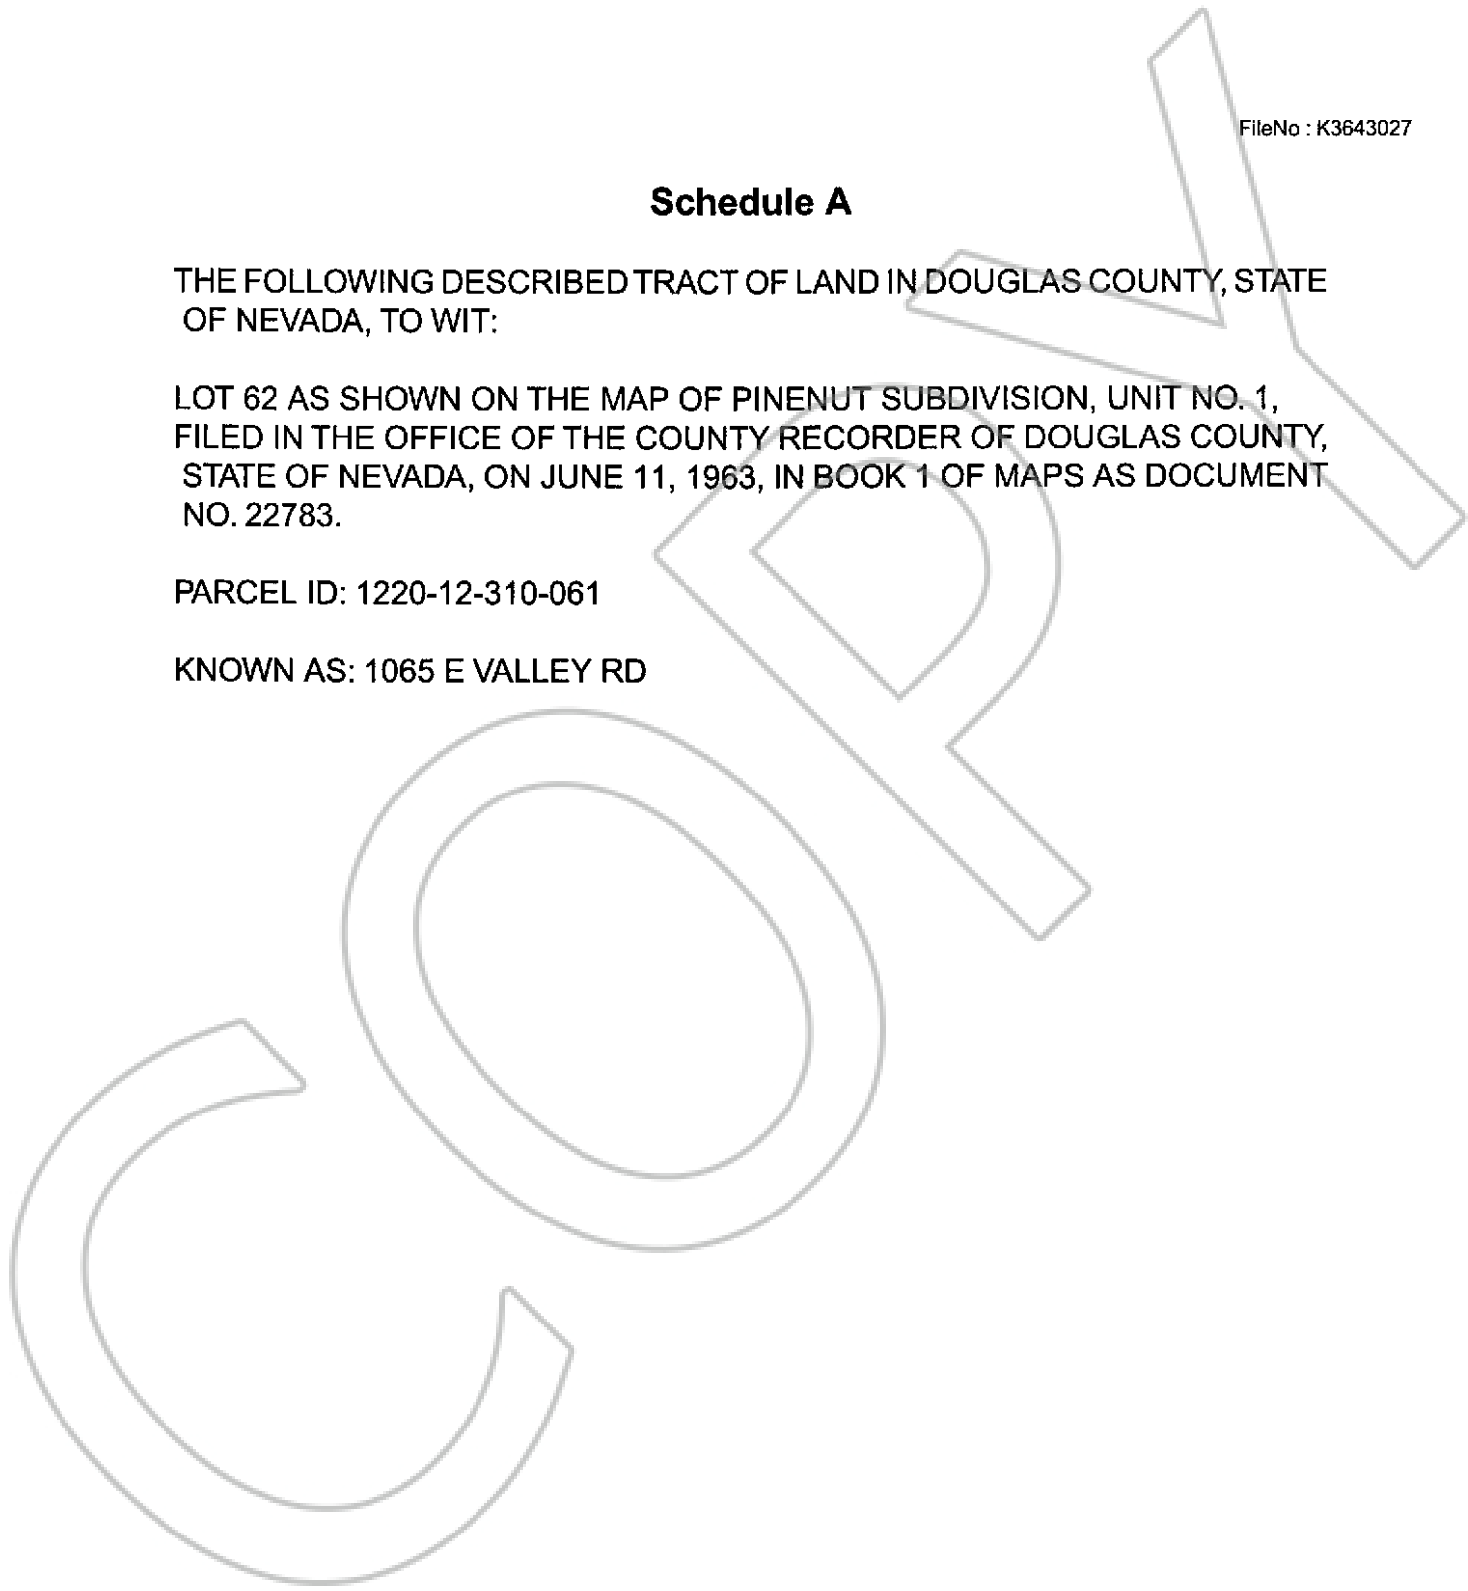 FileNo : K3643027
Schedule A
THE FOLLOWING DESCRIBED TRACT OF LAND IN DOUGLAS COUNTY, STATE
OF NEVADA, TO WIT:
LOT 62 AS SHOWN ON THE MAP OF PINENUT SUBDIVISION, UNIT NO. 1,
FILED IN THE OFFICE OF THE COUNTY RECORDER OF DOUGLAS COUNTY,
STATE OF NEVADA, ON JUNE 11, 1963, IN BOOK 1 OF MAPS AS DOCUMENT
NO. 22783.
PARCEL ID: 1220-12-310-061
KNOWN AS: 1065 E VALLEY RD
COPY